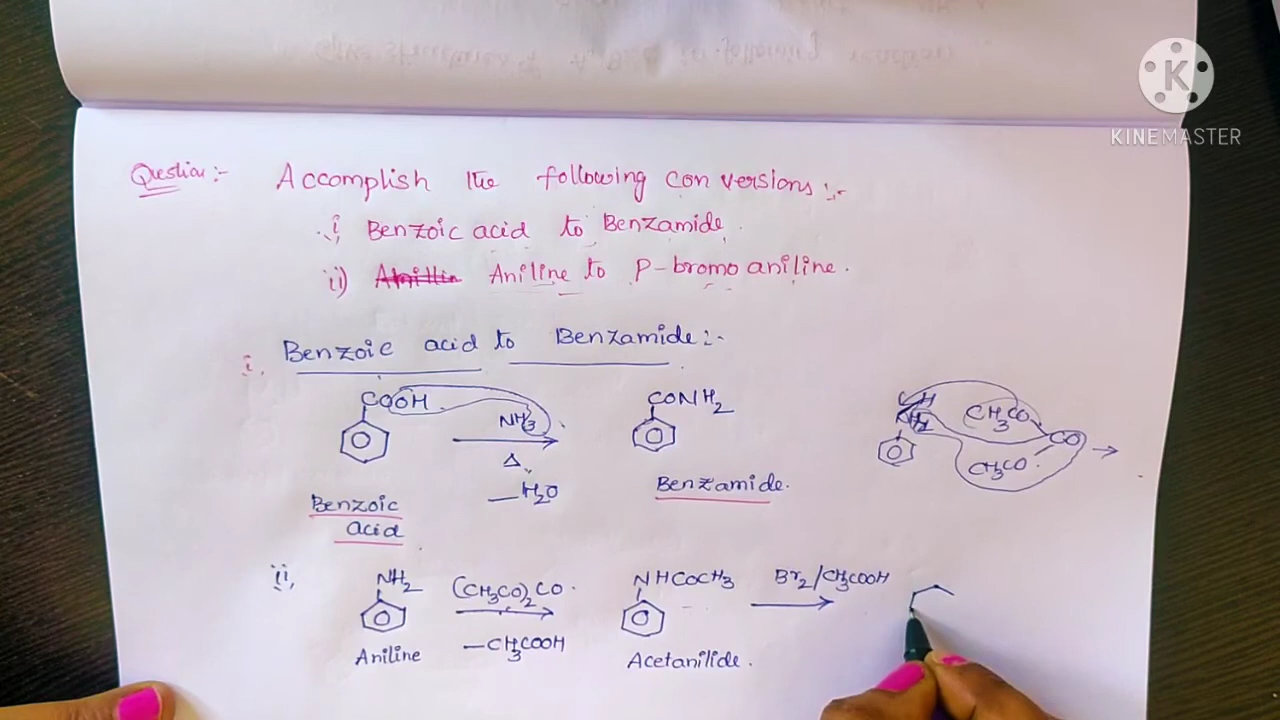 KINEMASTER
Question:- Accomplish the following conversions:-
i, Benzoic acid to Benzamide.
ii) Aniline to P-bromo aniline.
i, Benzoic acid to Benzamide:-
COOH
NH3
Δ
—H2O
CONH2
Benzoic acid
Benzamide.
CH3CO
CH3CO
CO
ii,
NH2
(CH3CO)2CO
—CH3COOH
NHCOCH3
Br2/CH3COOH
Aniline
Acetanilide.